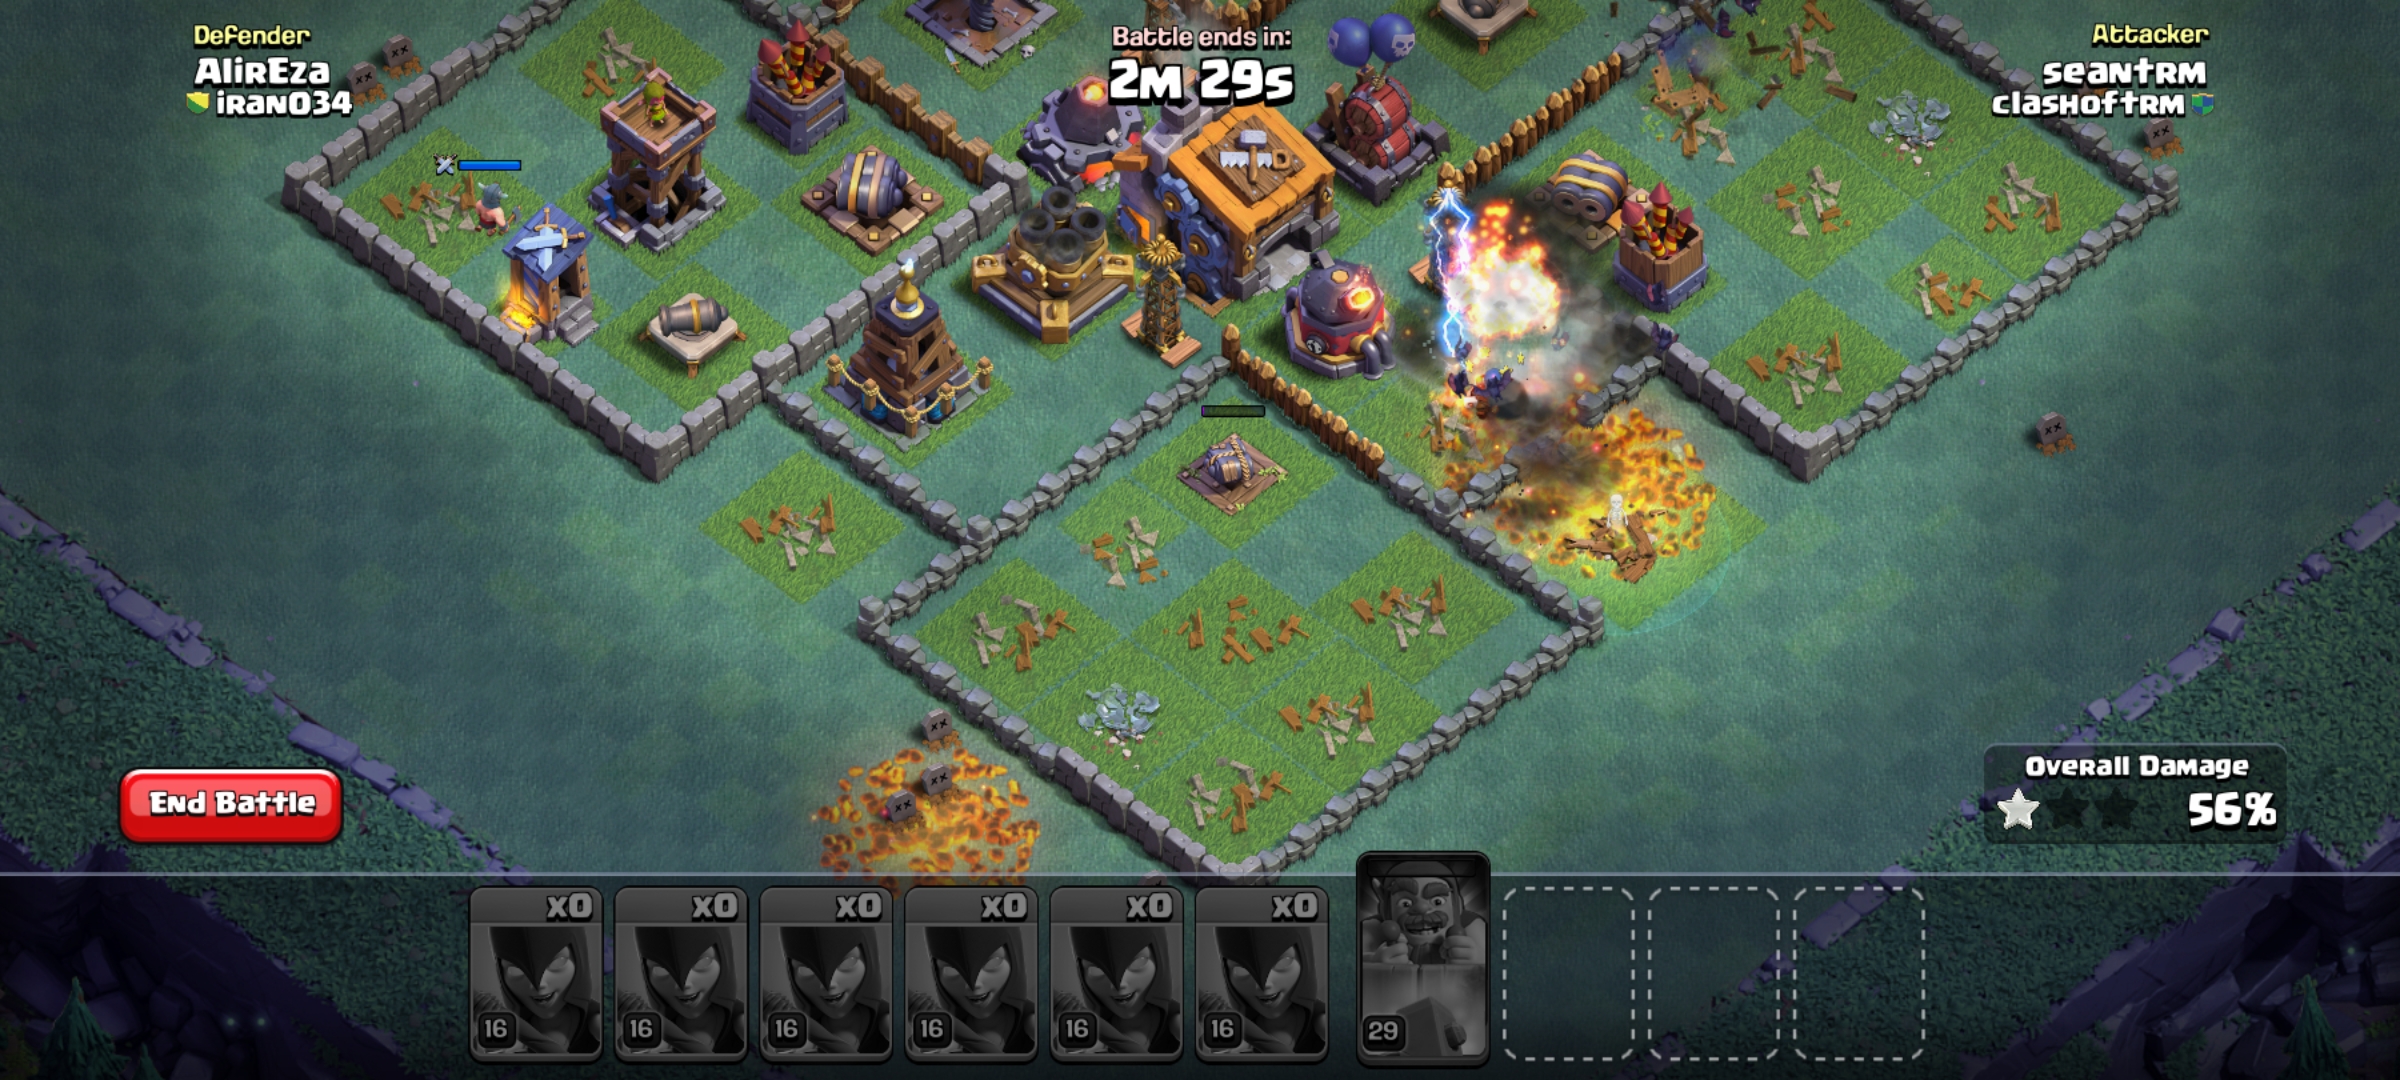 Defender
AlirEza
iran034
Battle ends in:
2M 29s
Attacker
seantRM
clashoftRM
End Battle
Overall Damage
56%
x0
x0
x0
x0
x0
x0
16
16
16
16
16
16
29